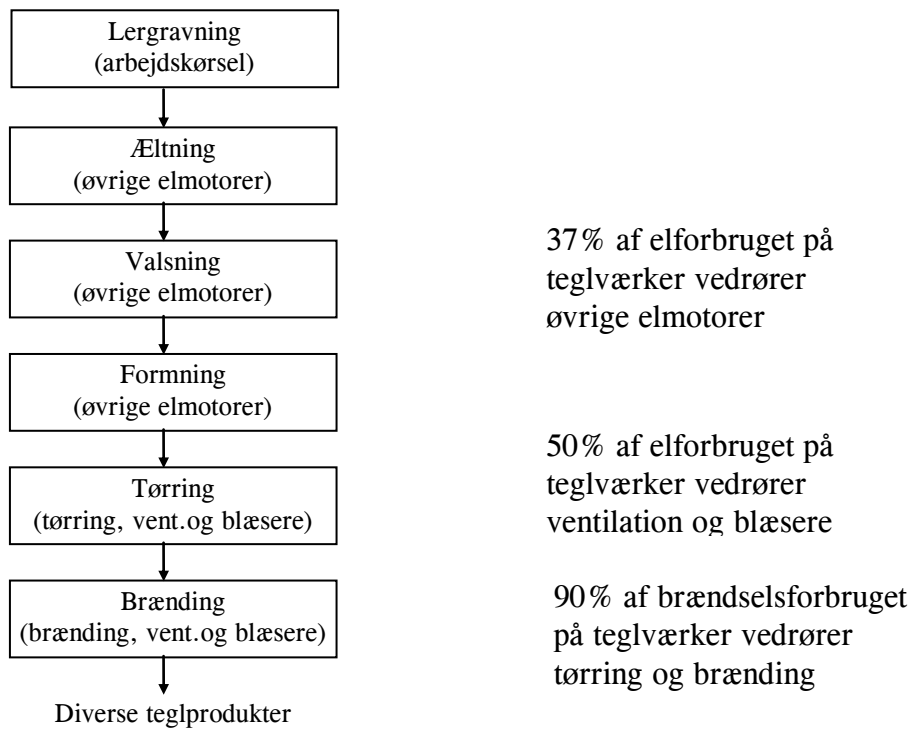 Lergravning
(arbejdskørsel)
Æltning
(øvrige elmotorer)
Valsning
(øvrige elmotorer)
Formning
(øvrige elmotorer)
Tørring
(tørring, vent.og blæsere)
Brænding
(brænding, vent.og blæsere)
Diverse teglprodukter
37% af elforbruget på
teglværker vedrører
øvrige elmotorer
50% af elforbruget på
teglværker vedrører
ventilation og blæsere
90% af brændselsforbruget
på teglværker vedrører
tørring og brænding